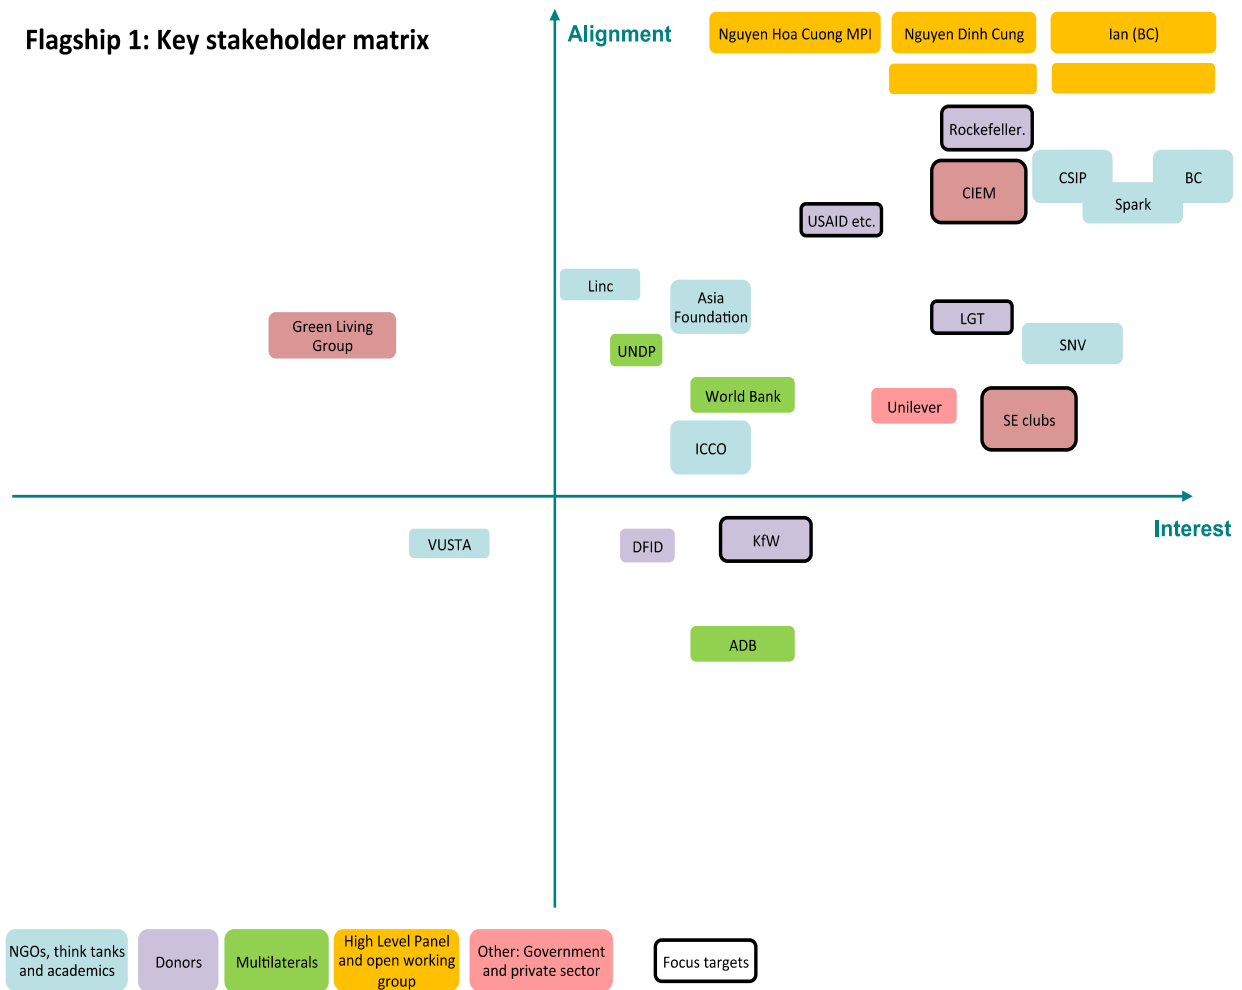 Flagship 1: Key stakeholder matrix
Alignment
Nguyen Hoa Cuong MPI
Nguyen Dinh Cung
Ian (BC)
Rockefeller.
CIEM
CSIP
BC
Spark
USAID etc.
Linc
Asia
Foundation
Green Living
Group
LGT
UNDP
SNV
World Bank
Unilever
SE clubs
ICCO
Interest
VUSTA
DFID
KfW
ADB
NGOs, think tanks
and academics
Donors
Multilaterals
High Level Panel
and open working
group
Other: Government
and private sector
Focus targets